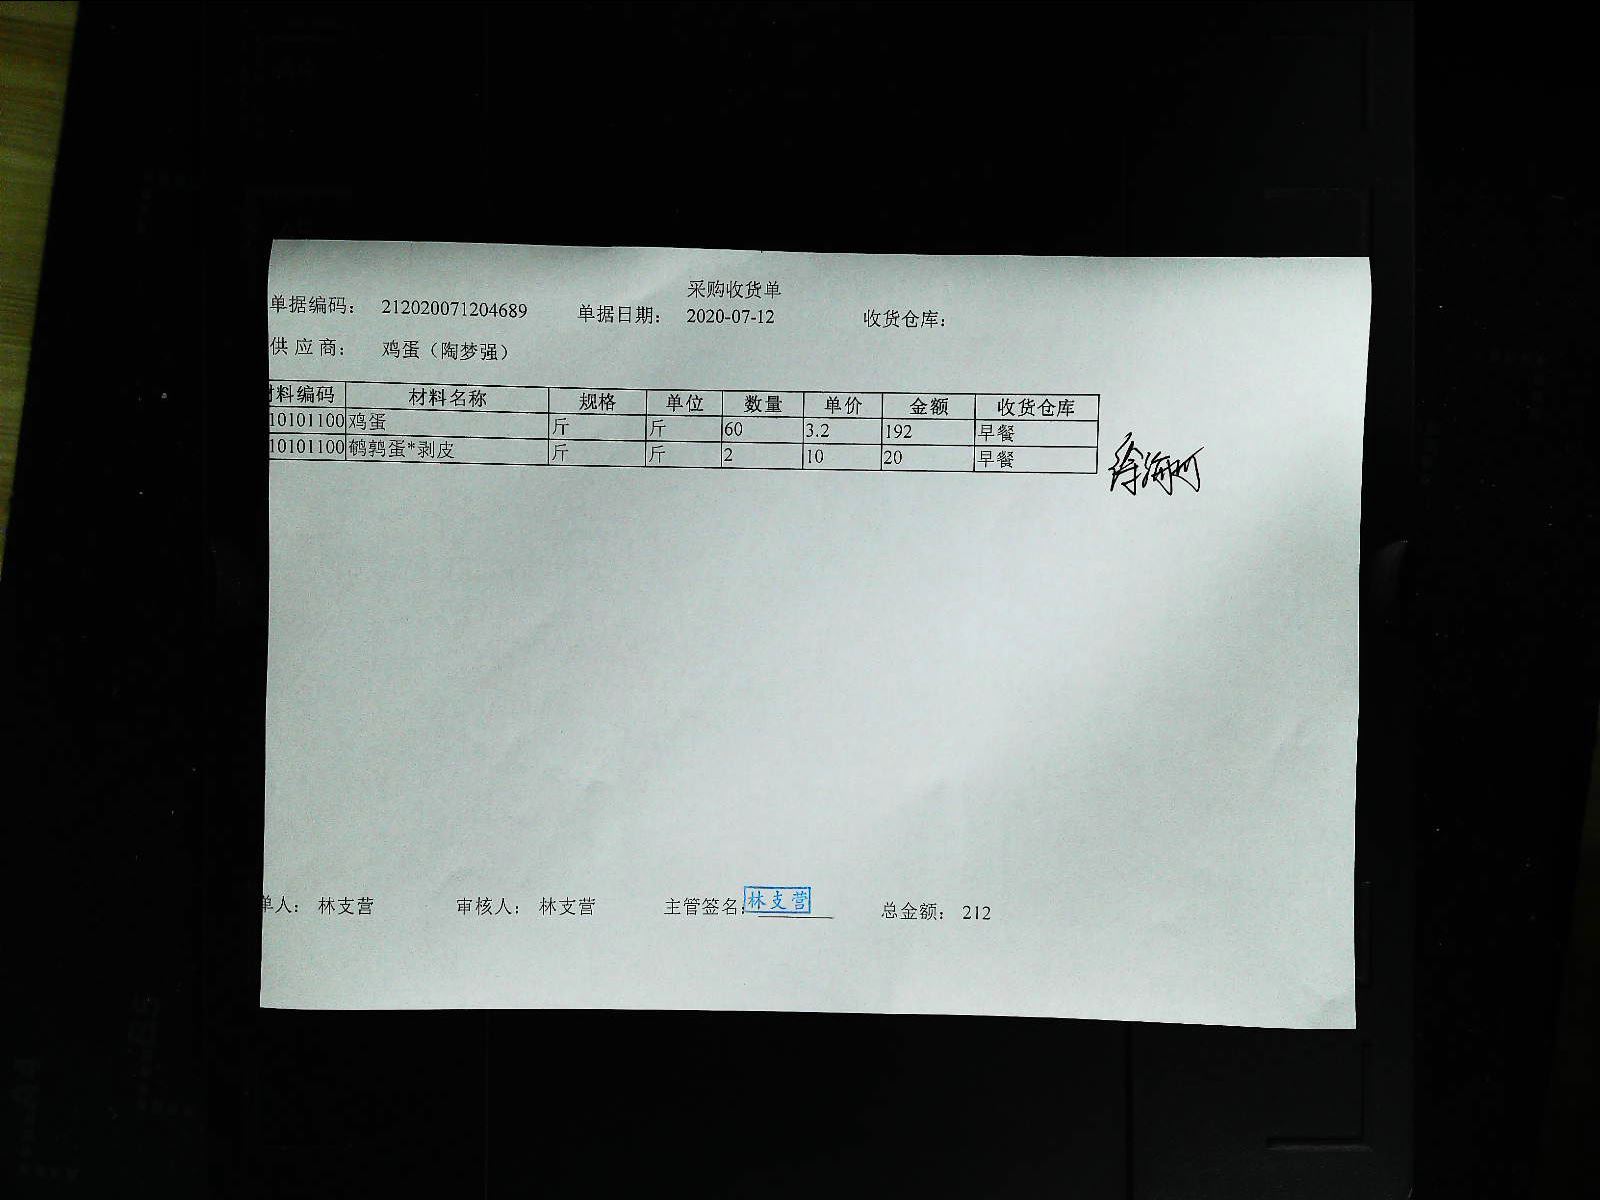 采购收货单
单据编码： 212020071204689 单据日期： 2020-07-12 收货仓库：
供 应 商： 鸡蛋（陶梦强）
材料编码 材料名称 规格 单位 数量 单价 金额 收货仓库
10101100 鸡蛋 斤 斤 60 3.2 192 早餐
10101100 鹌鹑蛋*剥皮 斤 斤 2 10 20 早餐
单人： 林支营 审核人： 林支营 主管签名： 林支营 总金额： 212